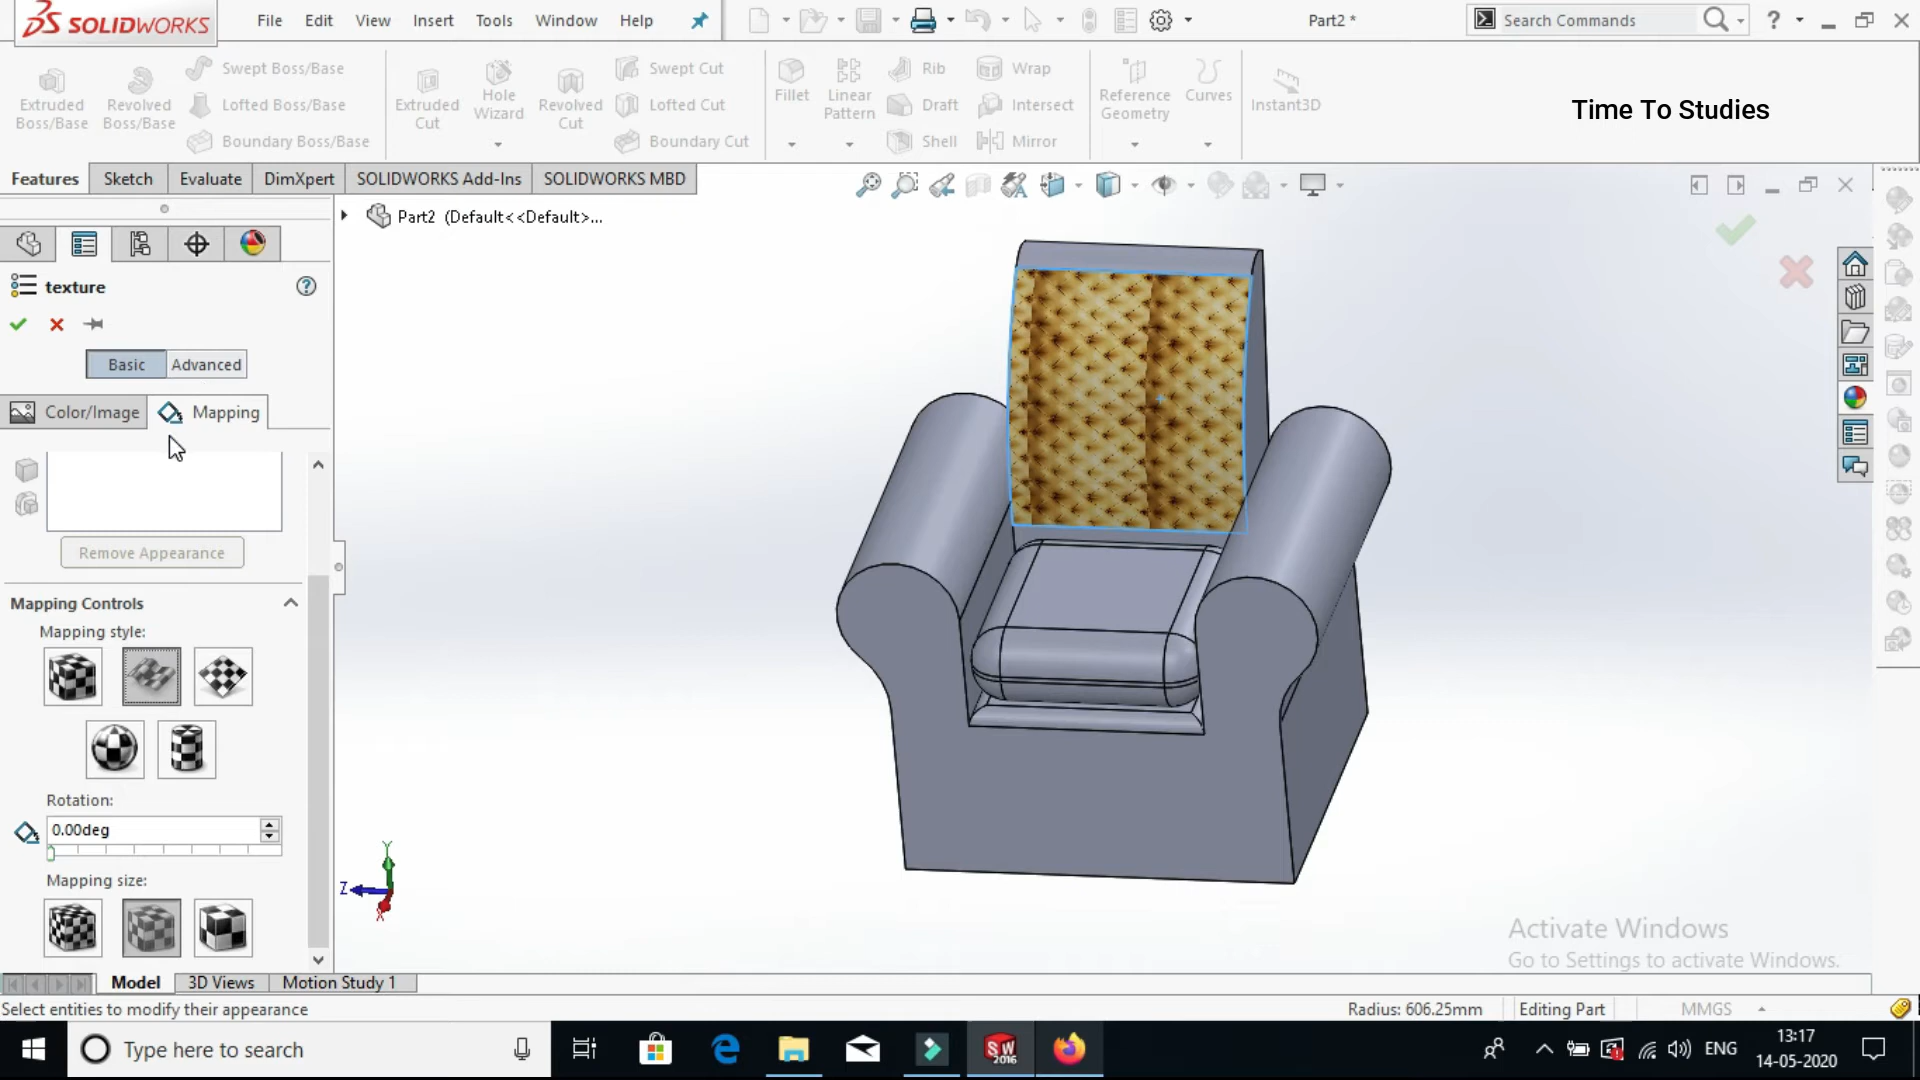 SOLIDWORKS
File Edit View Insert Tools Window Help
Part2 *
Search Commands
Extruded Boss/Base
Revolved Boss/Base
Swept Boss/Base
Lofted Boss/Base
Boundary Boss/Base
Extruded Cut
Hole Wizard
Revolved Cut
Swept Cut
Lofted Cut
Boundary Cut
Fillet
Linear Pattern
Rib
Draft
Shell
Wrap
Intersect
Mirror
Reference Geometry
Curves
Instant3D
Time To Studies
Features Sketch Evaluate DimXpert SOLIDWORKS Add-Ins SOLIDWORKS MBD
Part2 (Default<<Default>...
texture
Basic Advanced
Color/Image Mapping
Remove Appearance
Mapping Controls
Mapping style:
Rotation:
0.00deg
Mapping size:
Y
Z
X
Activate Windows
Go to Settings to activate Windows.
Model 3D Views Motion Study 1
Select entities to modify their appearance
Radius: 606.25mm Editing Part MMGS
Type here to search
SW
2016
ENG
13:17
14-05-2020